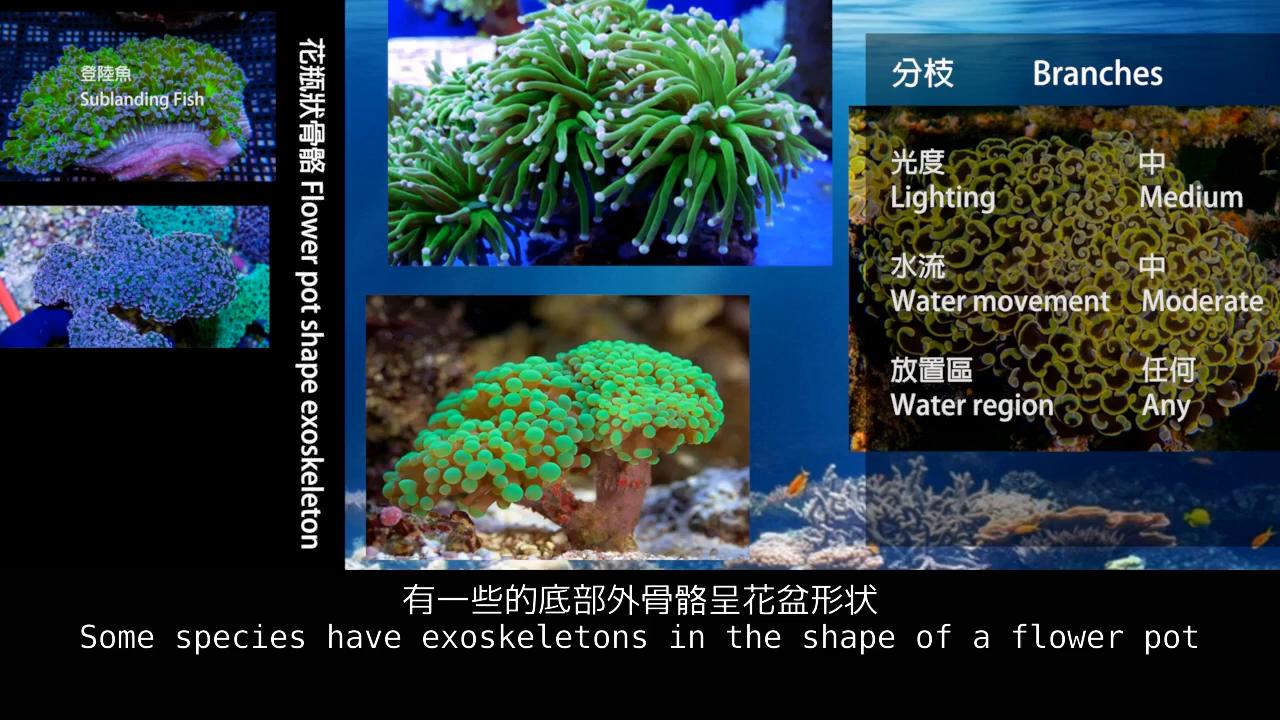 登陸魚
Sublanding Fish
花瓶狀骨骼 Flower pot shape exoskeleton
分枝 Branches
光度 中
Lighting Medium
水流 中
Water movement Moderate
放置區 任何
Water region Any
有一些的底部外骨骼呈花盆形状
Some species have exoskeletons in the shape of a flower pot